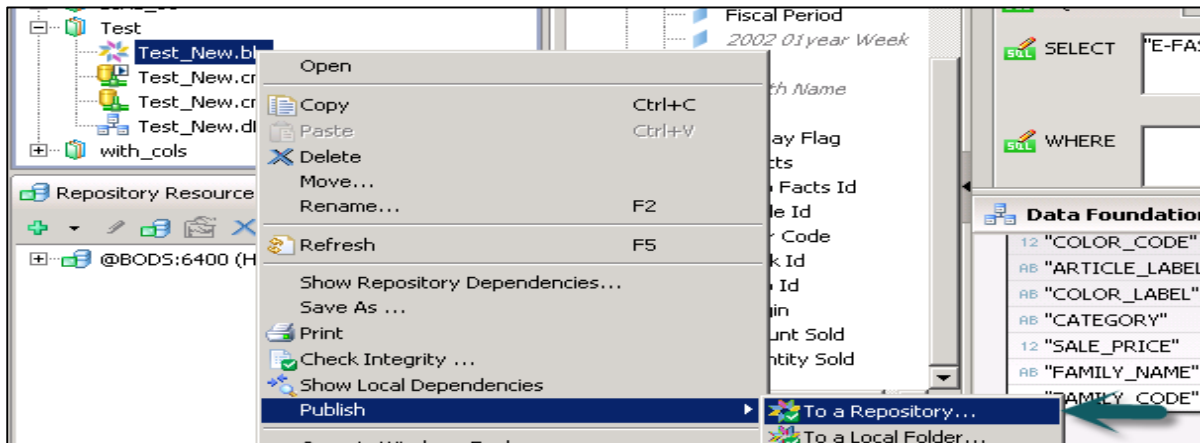 Test
Test_New.bl
Test_New.cn
Test_New.cn
Test_New.dl
with_cols
Repository Resource
@BODS:6400 (H
Open
Copy Ctrl+C
Paste Ctrl+V
Delete
Move...
Rename... F2
Refresh F5
Show Repository Dependencies...
Save As ...
Print
Check Integrity ...
Show Local Dependencies
Publish
To a Repository...
To a Local Folder...
Fiscal Period
2002 01year Week
th Name
ay Flag
ts
Facts Id
le Id
r Code
k Id
Id
jin
unt Sold
ntity Sold
SELECT "E-FAS
WHERE
Data Foundation
12 "COLOR_CODE"
AB "ARTICLE_LABEL
AB "COLOR_LABEL"
AB "CATEGORY"
12 "SALE_PRICE"
AB "FAMILY_NAME"
"FAMILY_CODE"